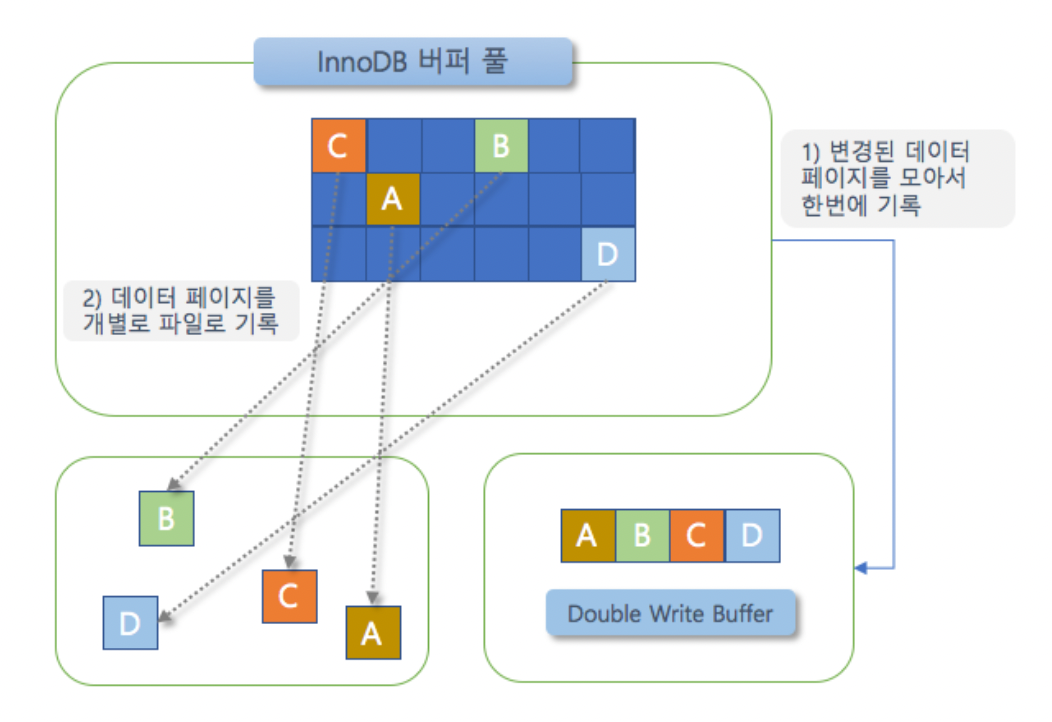 InnoDB 버퍼 풀
C
B
A
D
1) 변경된 데이터
페이지를 모아서
한번에 기록
2) 데이터 페이지를
개별로 파일로 기록
B
C
D
A
A B C D
Double Write Buffer